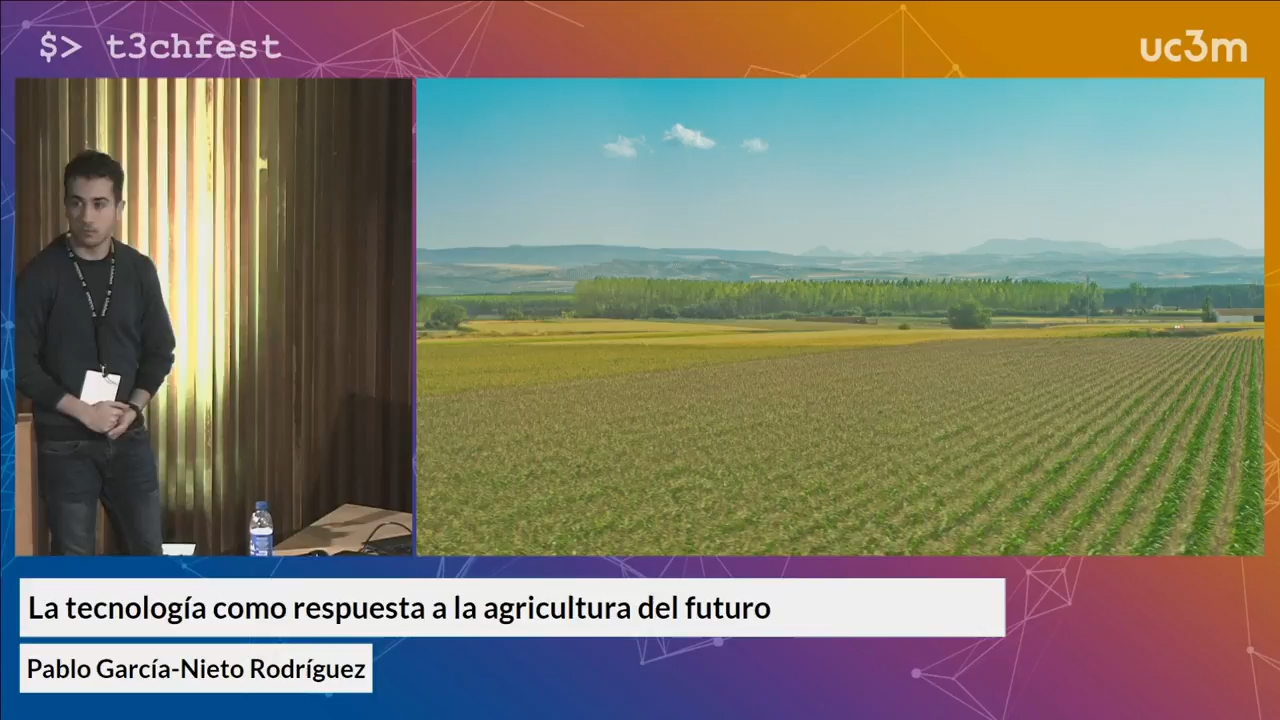 $> t3chfest
uc3m
La tecnología como respuesta a la agricultura del futuro
Pablo García-Nieto Rodríguez